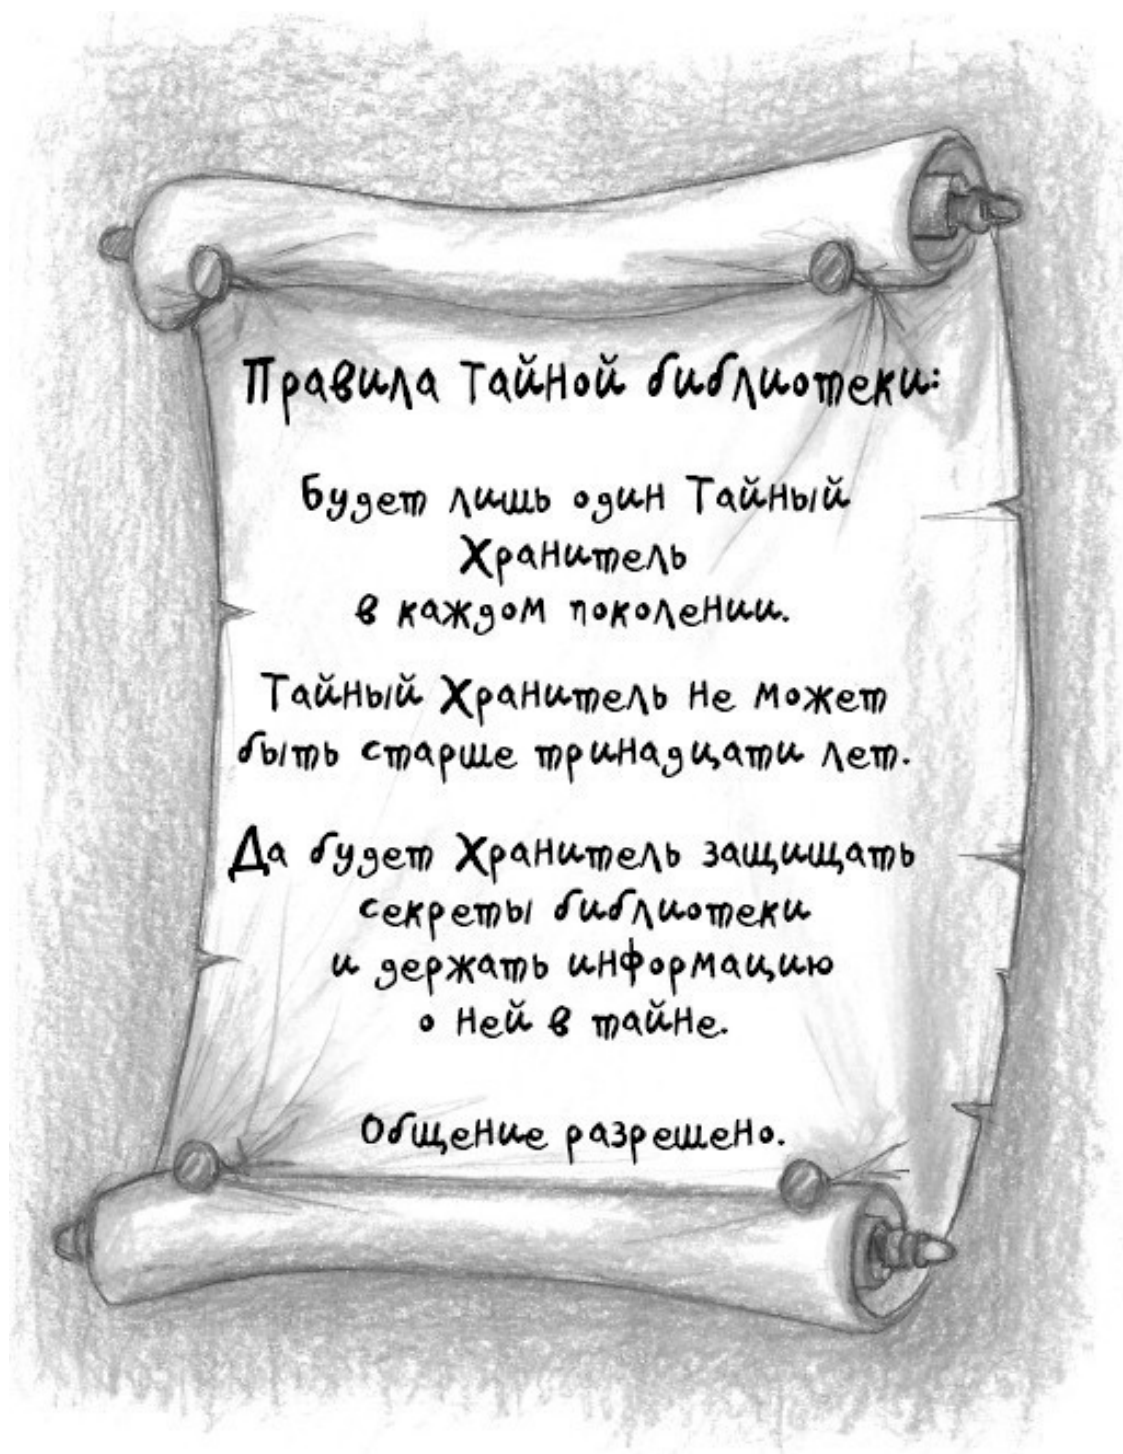 Правила Тайной библиотеки:
Будет лишь один Тайный
Хранитель
в каждом поколении.
Тайный Хранитель не может
быть старше тринадцати лет.
Да будет Хранитель защищать
секреты библиотеки
и держать информацию
о ней в тайне.
Общение разрешено.